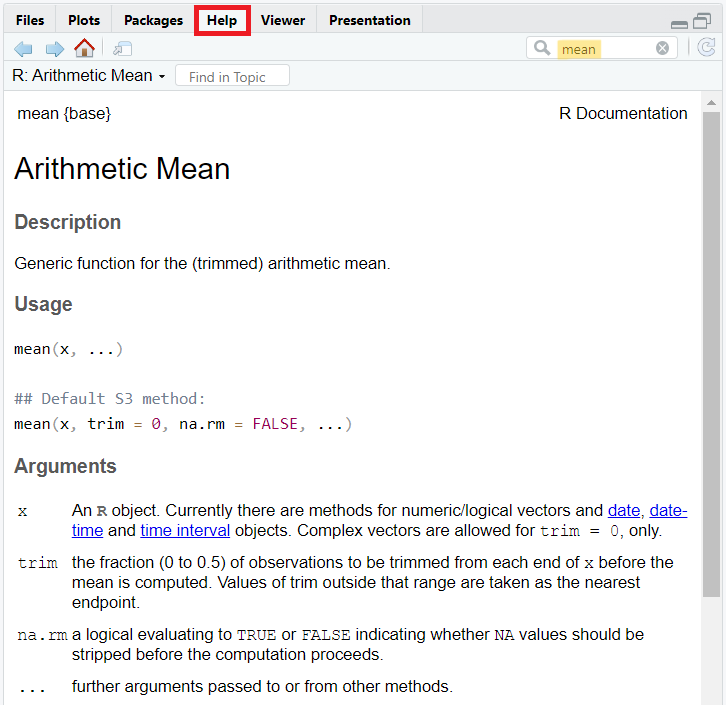 Files Plots Packages Help Viewer Presentation
mean
R: Arithmetic Mean Find in Topic
mean {base} R Documentation
Arithmetic Mean
Description
Generic function for the (trimmed) arithmetic mean.
Usage
mean(x, ...)
## Default S3 method:
mean(x, trim = 0, na.rm = FALSE, ...)
Arguments
x An R object. Currently there are methods for numeric/logical vectors and date, date-
time and time interval objects. Complex vectors are allowed for trim = 0, only.
trim the fraction (0 to 0.5) of observations to be trimmed from each end of x before the
mean is computed. Values of trim outside that range are taken as the nearest
endpoint.
na.rm a logical evaluating to TRUE or FALSE indicating whether NA values should be
stripped before the computation proceeds.
... further arguments passed to or from other methods.